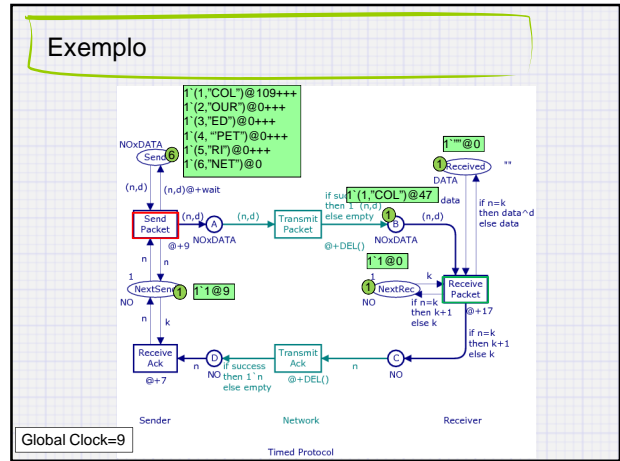 Exemplo
1`(1,"COL")@109+++
1`(2,"OUR")@0+++
1`(3,"ED")@0+++
1`(4, "'PET")@0+++
1`(5,"RI")@0+++
1`(6,"NET")@0
NOxDATA
Send
6
1`""@0
1
Received
""
DATA
(n,d)
(n,d)@+wait
if suc
1`(1,"COL")@47
then 1`(n,d)
else empty
data
if n=k
then data^d
else data
Send
Packet
(n,d)
A
(n,d)
Transmit
Packet
1
B
(n,d)
@+9
NOxDATA
@+DEL()
NOxDATA
n
n
1`1@0
1
NextSend
1
1`1@9
NO
1
1
NextRec
NO
k
if n=k
then k+1
else k
Receive
Packet
@+17
n
k
if n=k
then k+1
else k
Receive
Ack
n
D
if success
then 1`n
else empty
Transmit
Ack
n
C
@+7
NO
@+DEL()
NO
Sender
Network
Receiver
Global Clock=9
Timed Protocol